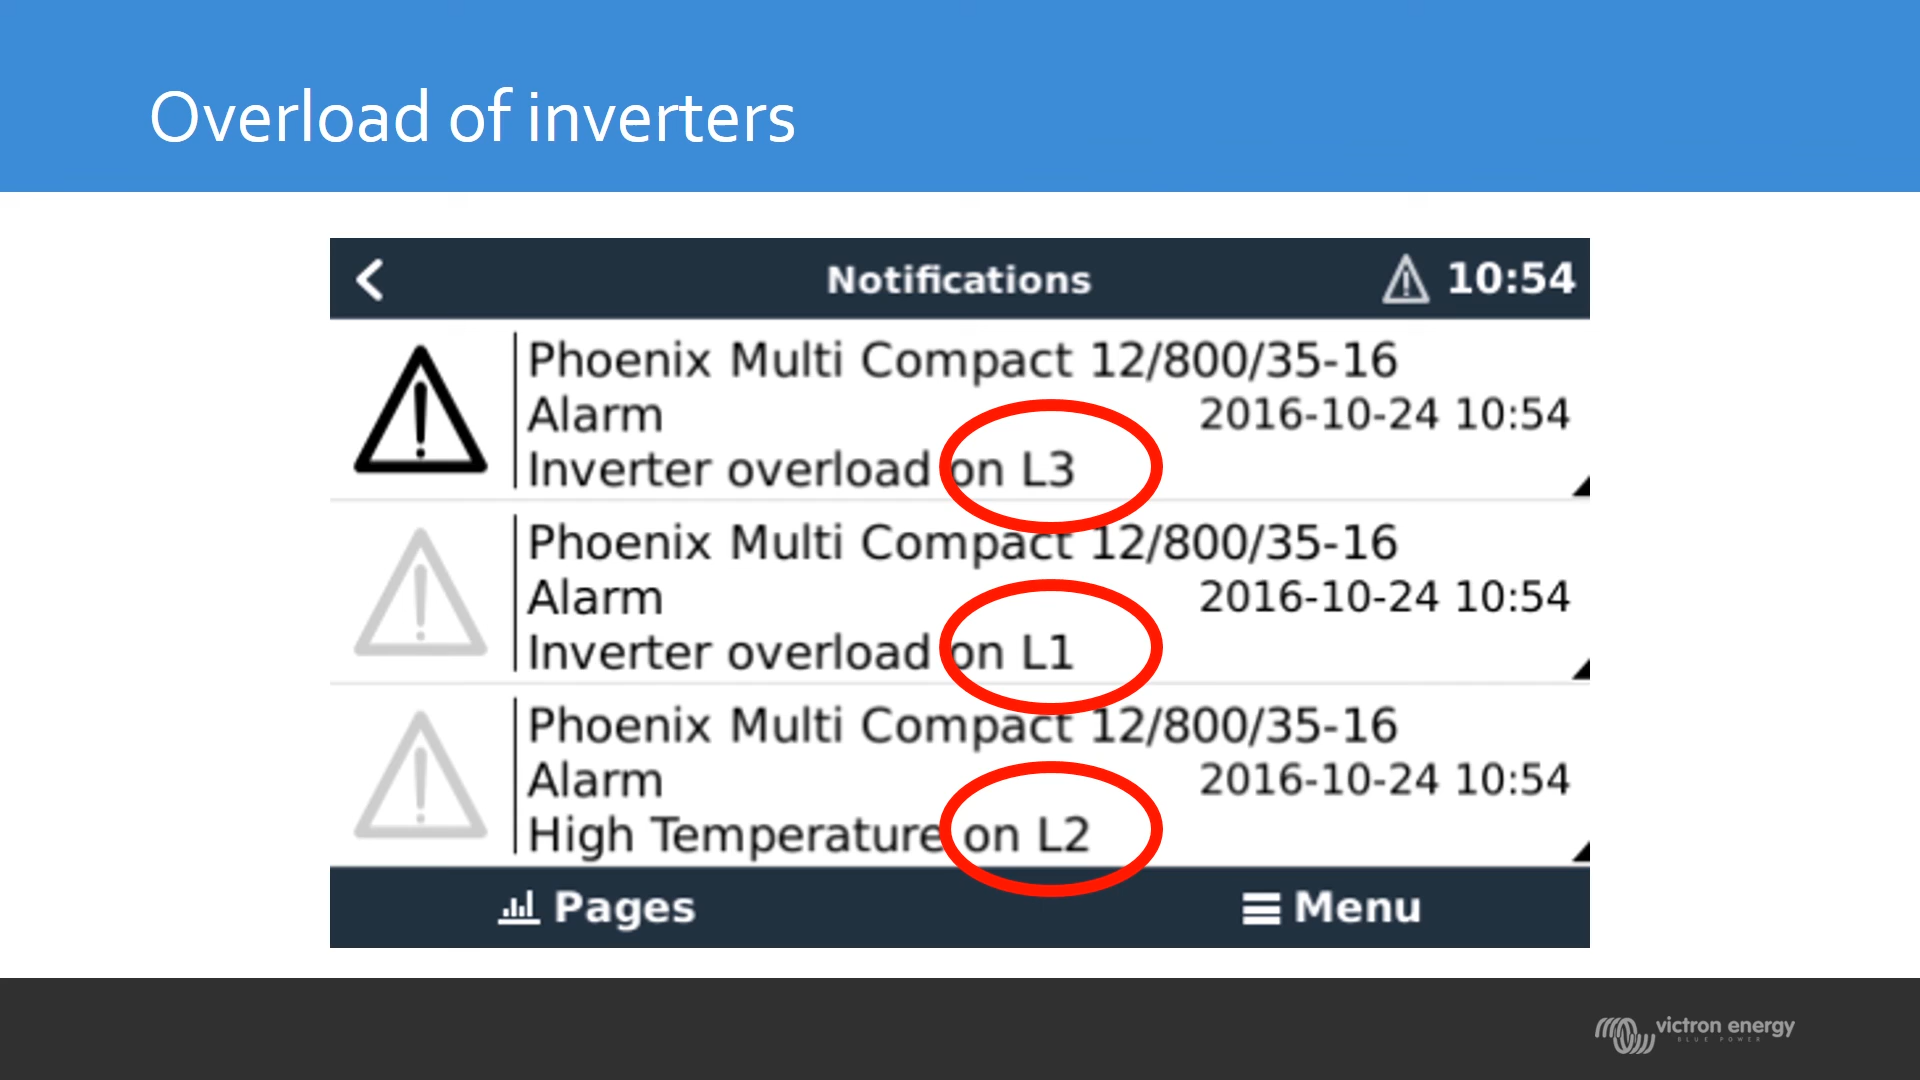 Overload of inverters
Notifications
10:54
Phoenix Multi Compact 12/800/35-16
Alarm
2016-10-24 10:54
Inverter overload on L3
Phoenix Multi Compact 12/800/35-16
Alarm
2016-10-24 10:54
Inverter overload on L1
Phoenix Multi Compact 12/800/35-16
Alarm
2016-10-24 10:54
High Temperature on L2
Pages
Menu
victron energy
BLUE POWER